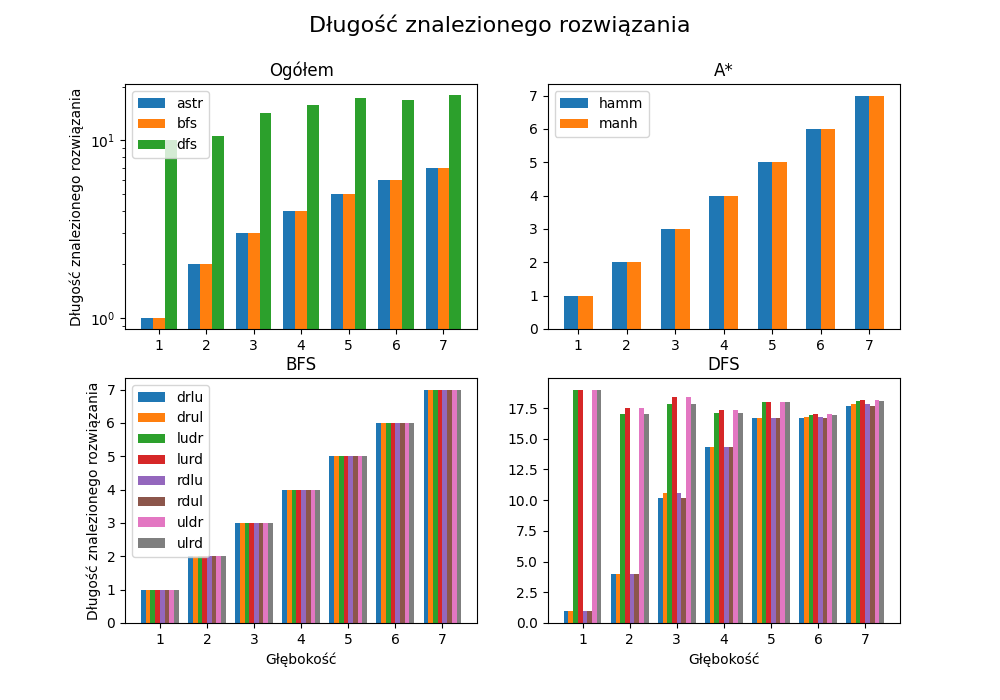 Długość znalezionego rozwiązania
Ogółem
Długość znalezionego rozwiązania
10¹
10⁰
astr
bfs
dfs
1 2 3 4 5 6 7
A*
7
6
5
4
3
2
1
0
hamm
manh
1 2 3 4 5 6 7
BFS
Długość znalezionego rozwiązania
7
6
5
4
3
2
1
0
drlu
drul
ludr
lurd
rdlu
rdul
uldr
ulrd
1 2 3 4 5 6 7
Głębokość
DFS
17.5
15.0
12.5
10.0
7.5
5.0
2.5
0.0
1 2 3 4 5 6 7
Głębokość